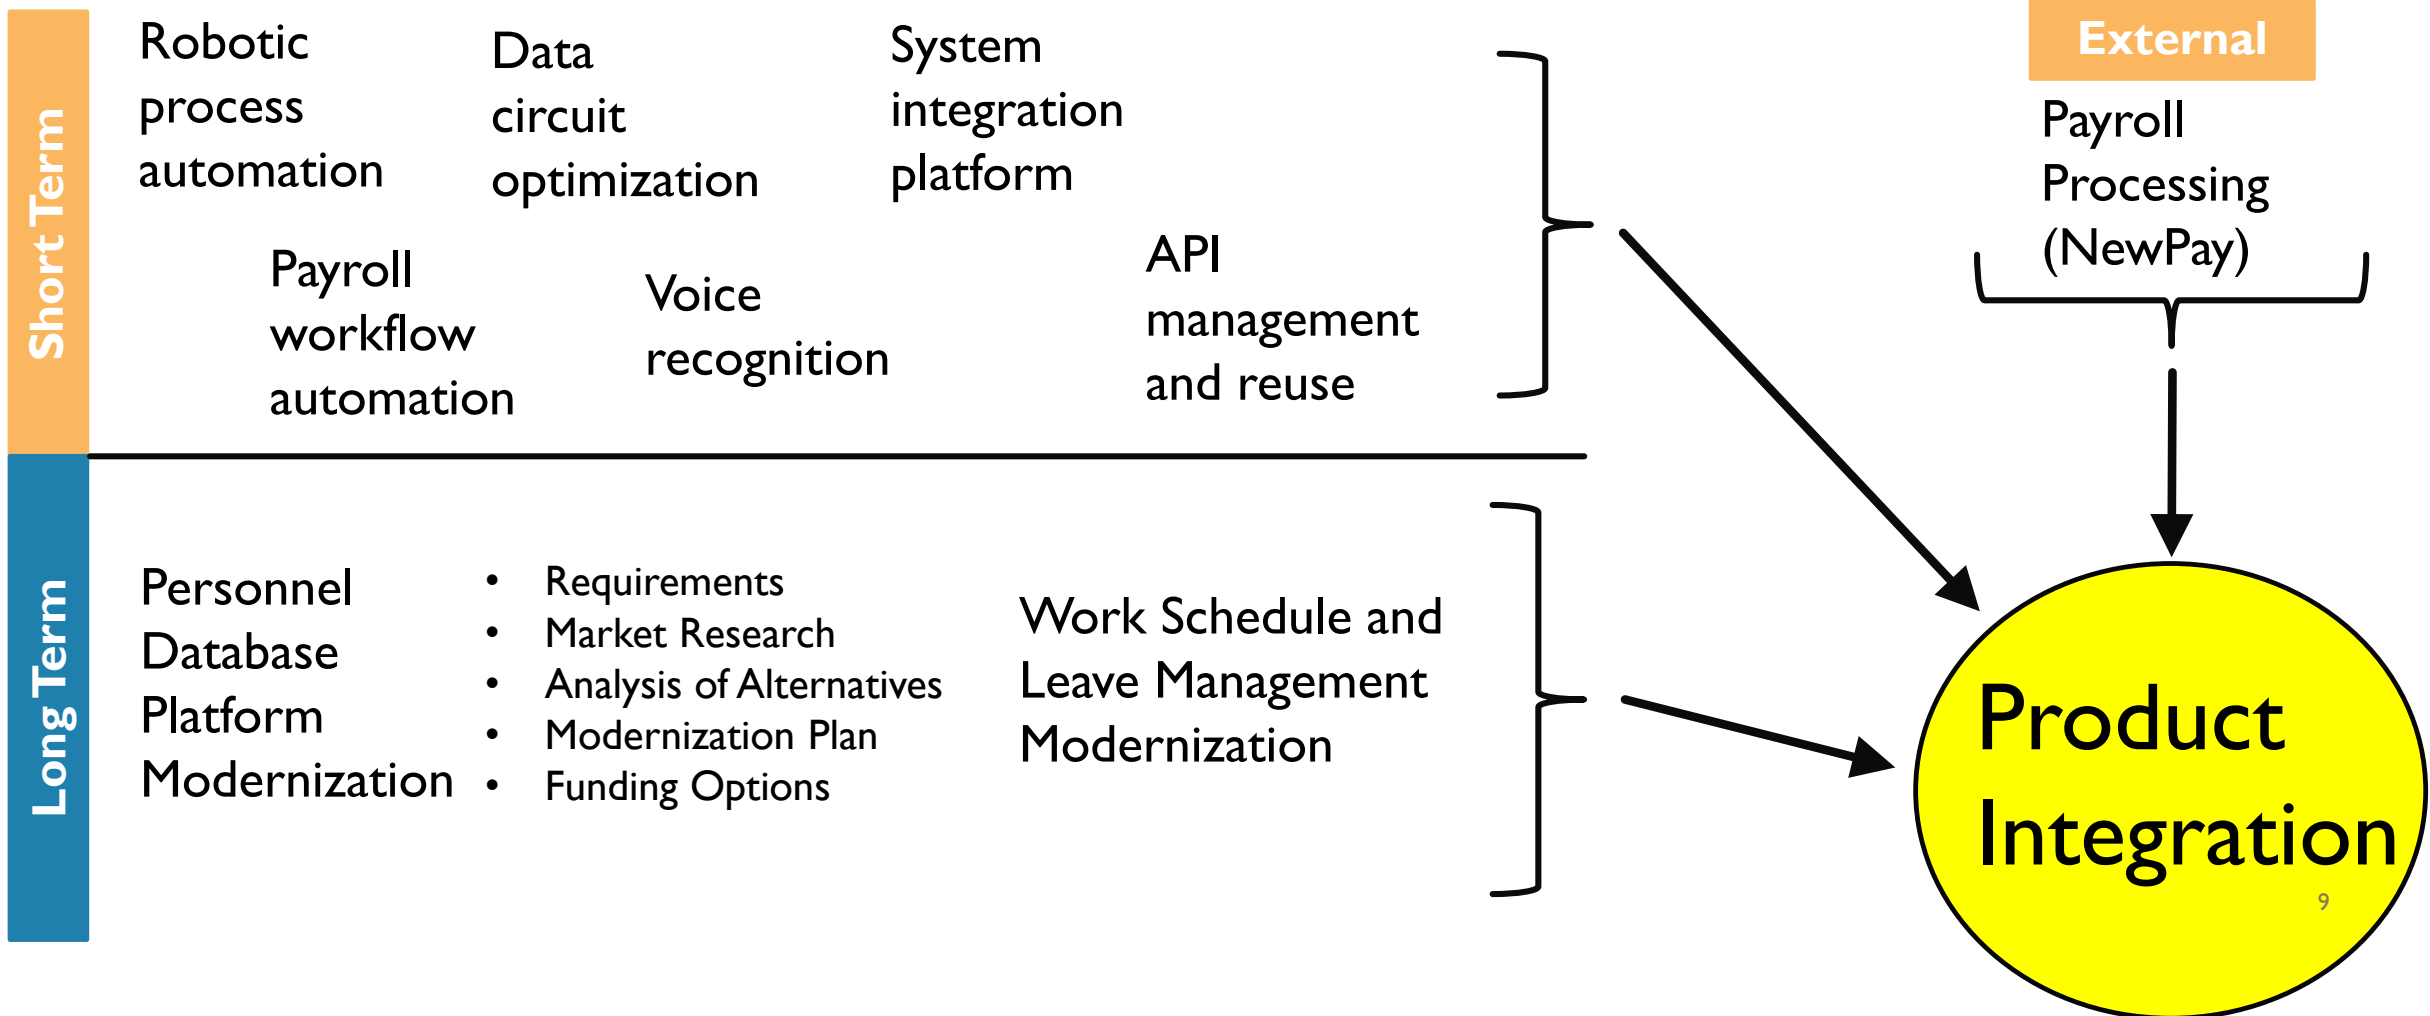 Short Term
Robotic
process
automation
Data
circuit
optimization
System
integration
platform
Payroll
workflow
automation
Voice
recognition
API
management
and reuse
External
Payroll
Processing
(NewPay)
Long Term
Personnel
Database
Platform
Modernization
• Requirements
• Market Research
• Analysis of Alternatives
• Modernization Plan
• Funding Options
Work Schedule and
Leave Management
Modernization
Product
Integration
9